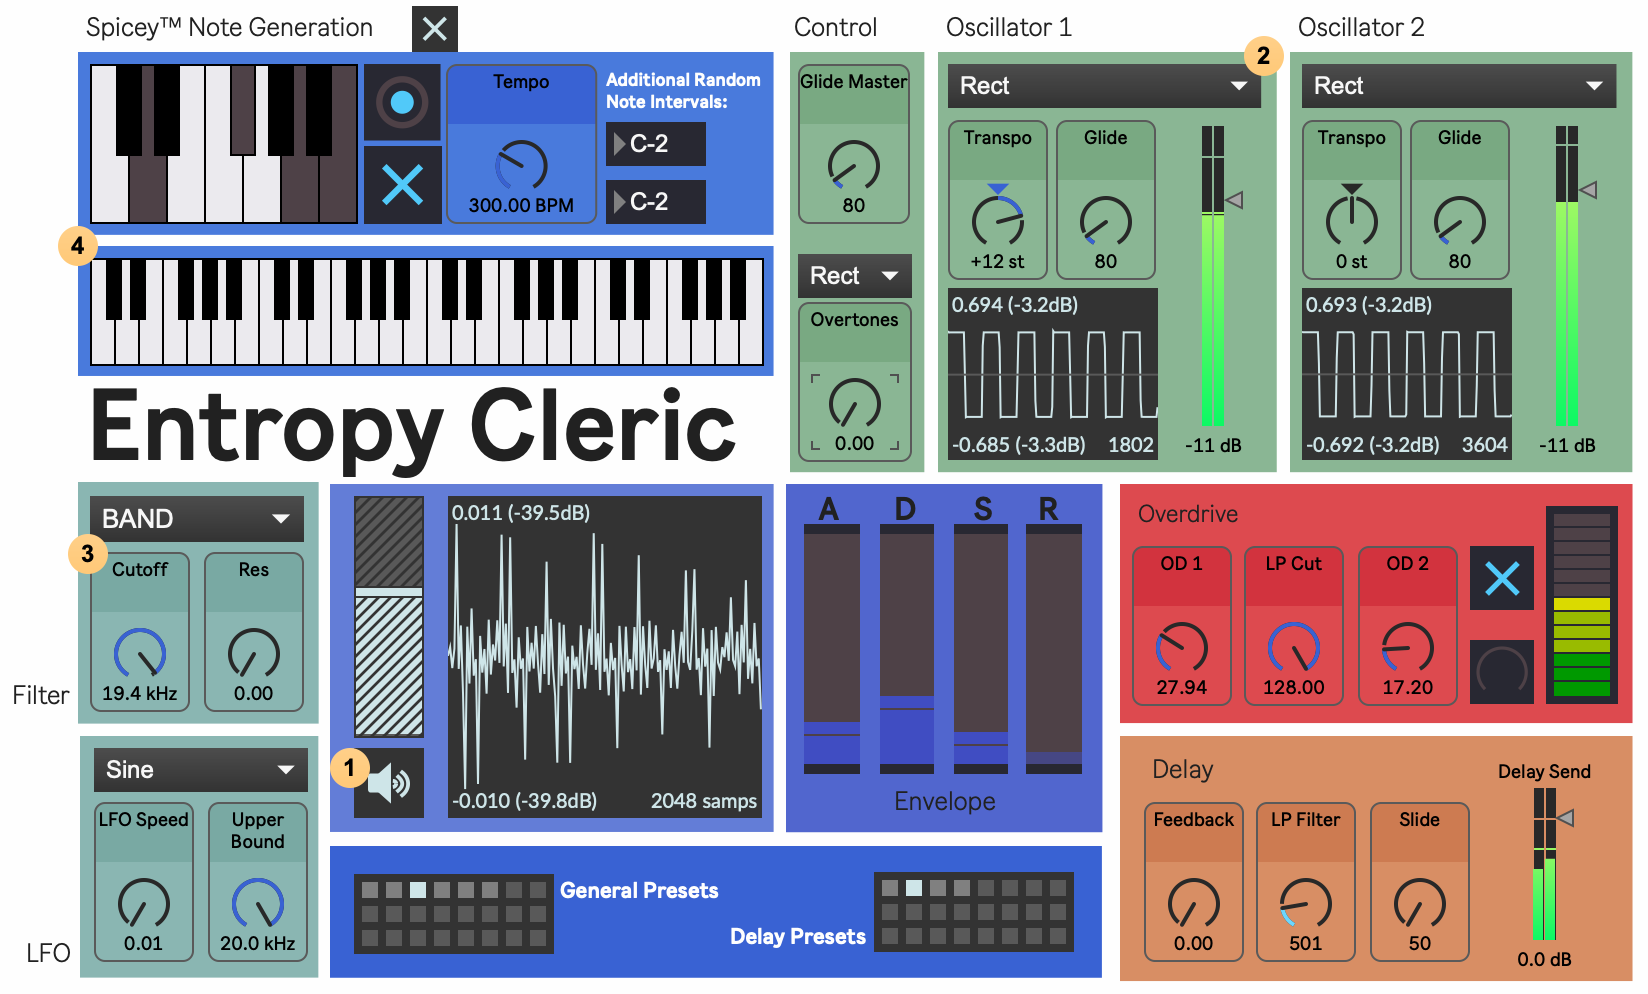 Spicey™ Note Generation
Control
Oscillator 1
Oscillator 2
Tempo
300.00 BPM
Additional Random
Note Intervals:
C-2
C-2
4
Glide Master
80
Rect
Overtones
0.00
2
Rect
Transpo
+12 st
Glide
80
0.694 (-3.2dB)
-0.685 (-3.3dB)
1802
-11 dB
Rect
Transpo
0 st
Glide
80
0.693 (-3.2dB)
-0.692 (-3.2dB)
3604
-11 dB
Entropy Cleric
Filter
BAND
3
Cutoff
19.4 kHz
Res
0.00
LFO
Sine
LFO Speed
0.01
Upper
Bound
20.0 kHz
1
0.011 (-39.5dB)
-0.010 (-39.8dB)
2048 samps
A
D
S
R
Envelope
General Presets
Delay Presets
Overdrive
OD 1
27.94
LP Cut
128.00
OD 2
17.20
Delay
Feedback
0.00
LP Filter
501
Slide
50
Delay Send
0.0 dB